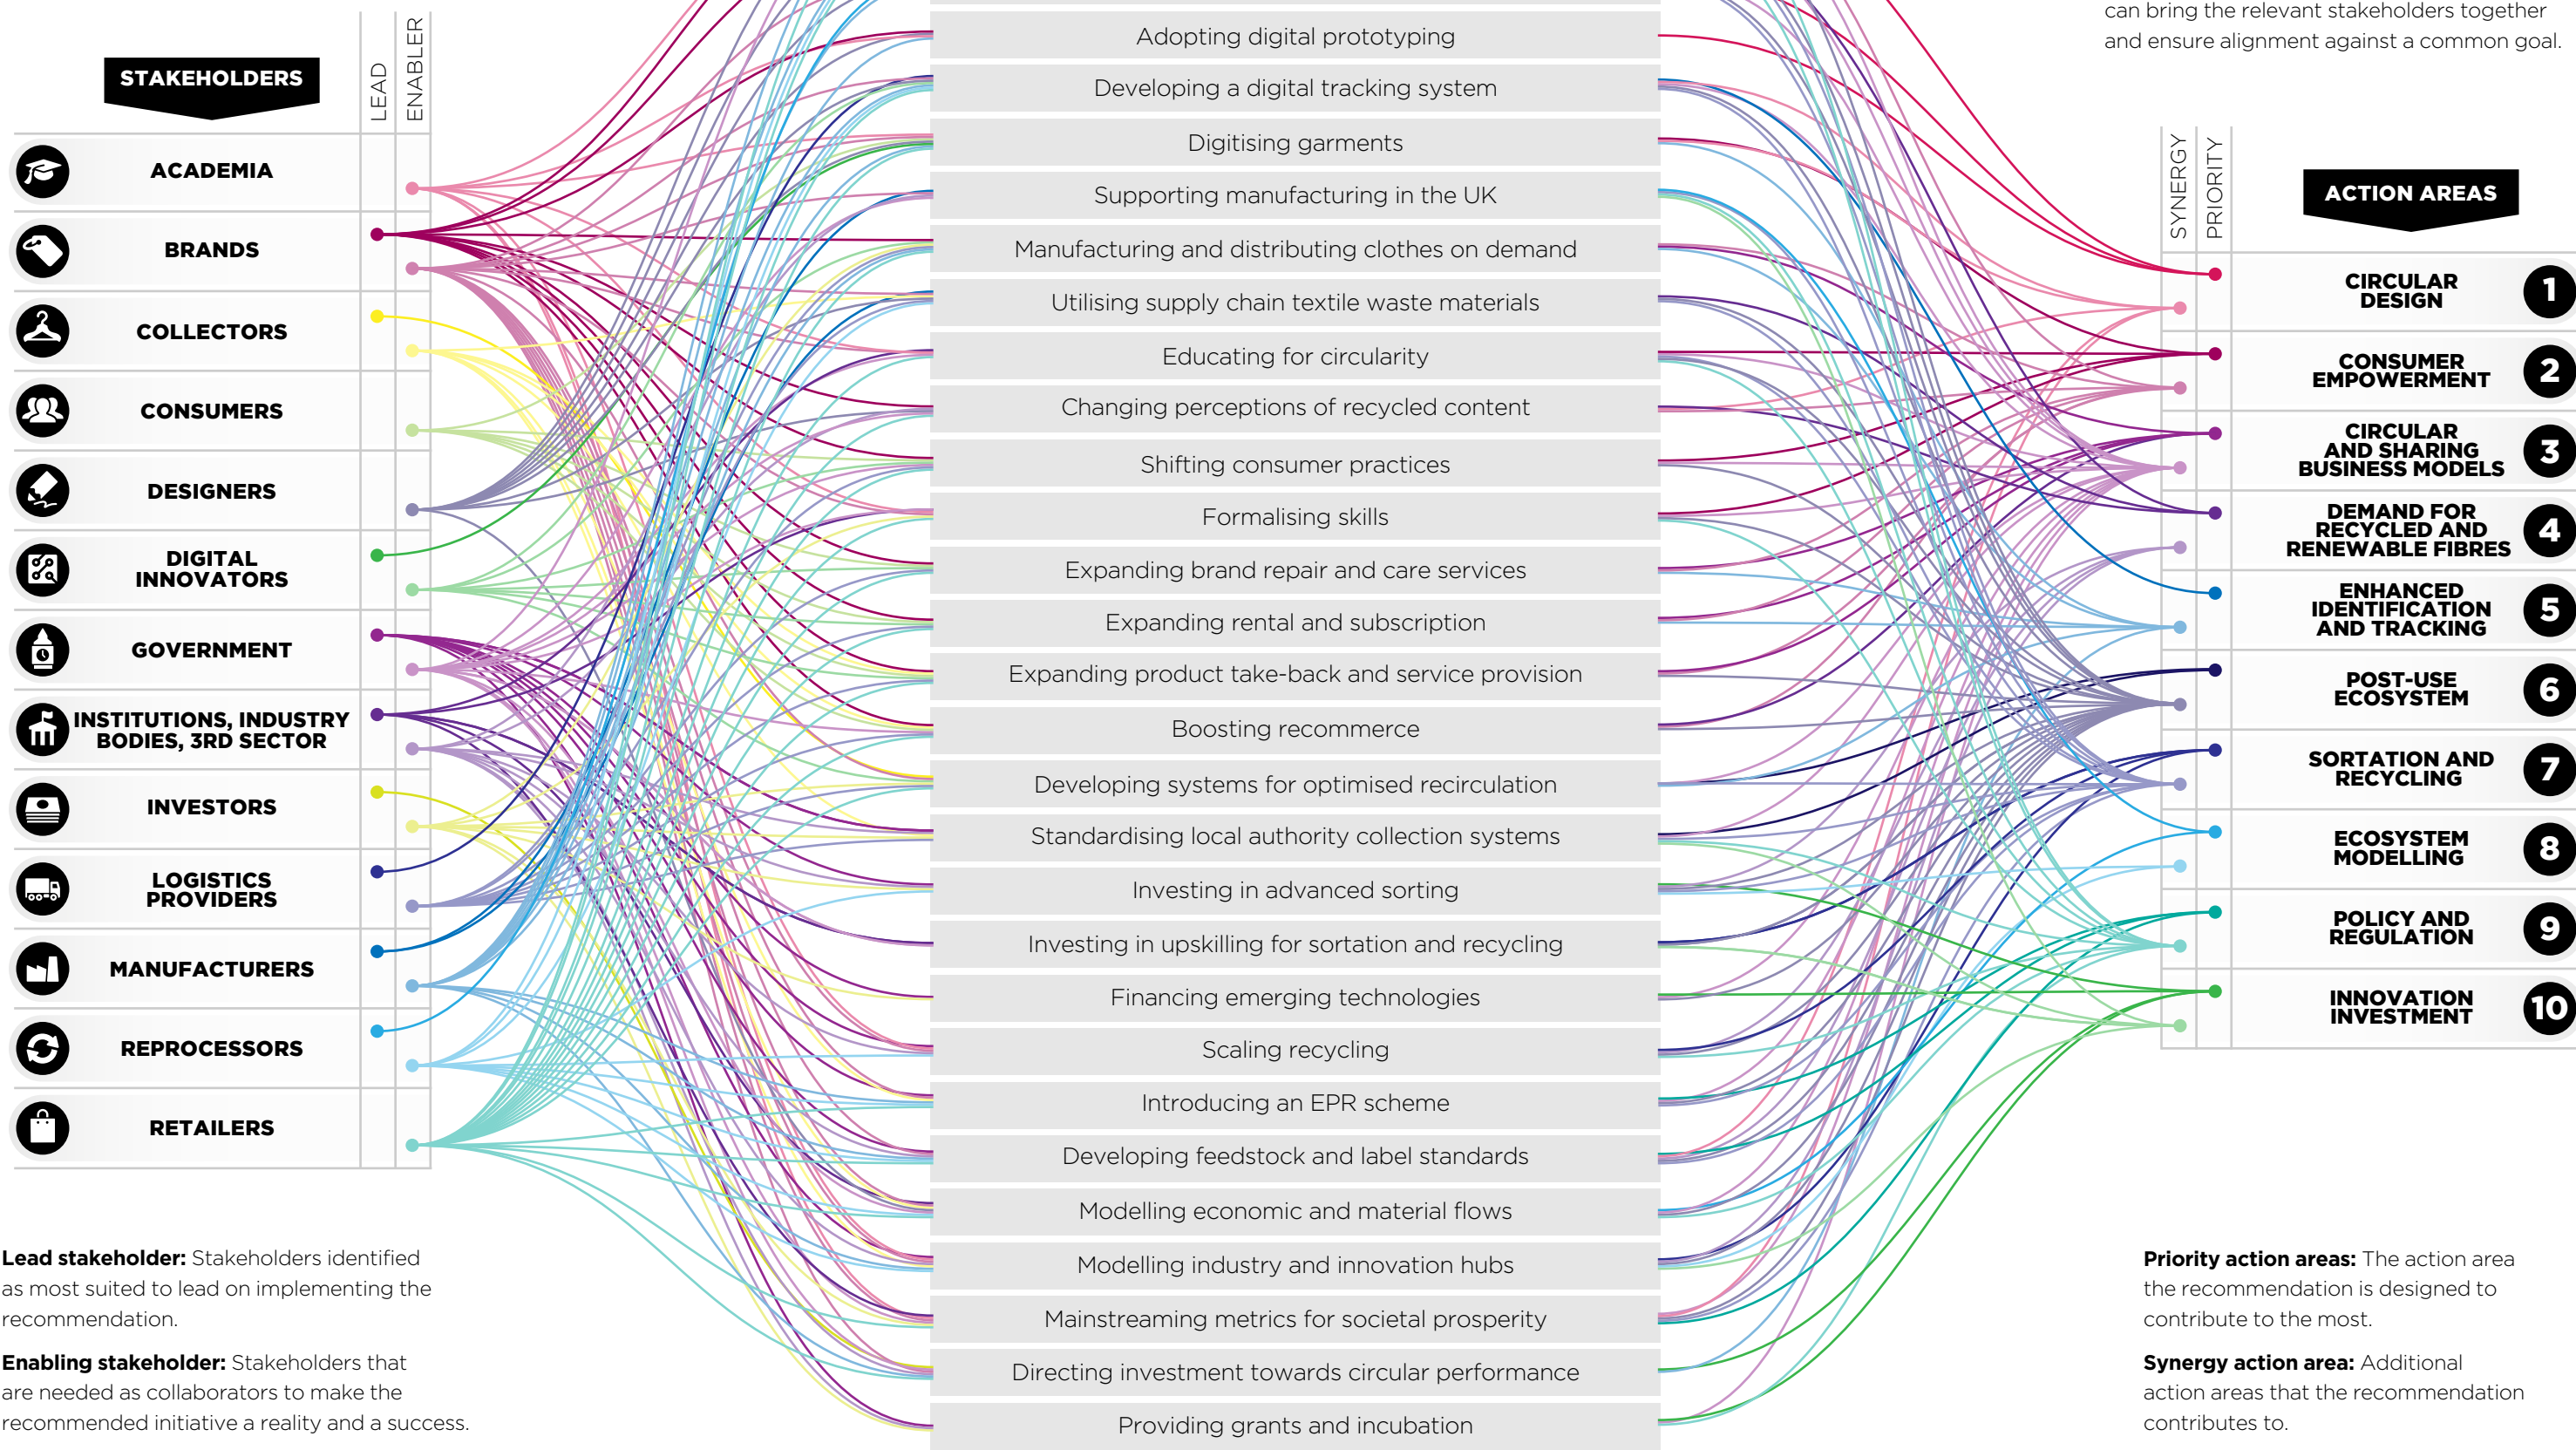 can bring the relevant stakeholders together
and ensure alignment against a common goal.
STAKEHOLDERS
LEAD
ENABLER
ACADEMIA
BRANDS
COLLECTORS
CONSUMERS
DESIGNERS
DIGITAL
INNOVATORS
GOVERNMENT
INSTITUTIONS, INDUSTRY
BODIES, 3RD SECTOR
INVESTORS
LOGISTICS
PROVIDERS
MANUFACTURERS
REPROCESSORS
RETAILERS
Lead stakeholder: Stakeholders identified
as most suited to lead on implementing the
recommendation.
Enabling stakeholder: Stakeholders that
are needed as collaborators to make the
recommended initiative a reality and a success.
Adopting digital prototyping
Developing a digital tracking system
Digitising garments
Supporting manufacturing in the UK
Manufacturing and distributing clothes on demand
Utilising supply chain textile waste materials
Educating for circularity
Changing perceptions of recycled content
Shifting consumer practices
Formalising skills
Expanding brand repair and care services
Expanding rental and subscription
Expanding product take-back and service provision
Boosting recommerce
Developing systems for optimised recirculation
Standardising local authority collection systems
Investing in advanced sorting
Investing in upskilling for sortation and recycling
Financing emerging technologies
Scaling recycling
Introducing an EPR scheme
Developing feedstock and label standards
Modelling economic and material flows
Modelling industry and innovation hubs
Mainstreaming metrics for societal prosperity
Directing investment towards circular performance
Providing grants and incubation
SYNERGY
PRIORITY
ACTION AREAS
CIRCULAR
DESIGN
1
CONSUMER
EMPOWERMENT
2
CIRCULAR
AND SHARING
BUSINESS MODELS
3
DEMAND FOR
RECYCLED AND
RENEWABLE FIBRES
4
ENHANCED
IDENTIFICATION
AND TRACKING
5
POST-USE
ECOSYSTEM
6
SORTATION AND
RECYCLING
7
ECOSYSTEM
MODELLING
8
POLICY AND
REGULATION
9
INNOVATION
INVESTMENT
10
Priority action areas: The action area
the recommendation is designed to
contribute to the most.
Synergy action area: Additional
action areas that the recommendation
contributes to.